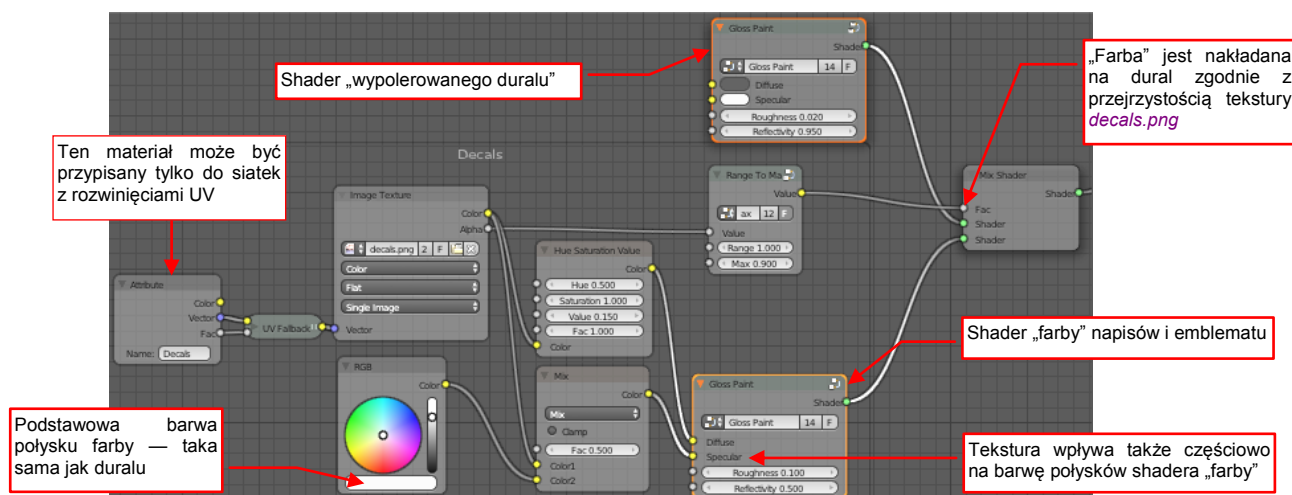 Gloss Paint
Shader
Gloss Paint 14 F
Diffuse
Specular
Roughness 0.020
Reflectivity 0.950
Shader „wypolerowanego duralu”
„Farba” jest nakładana
na dural zgodnie z
przejrzystością tekstury
decals.png
Ten materiał może być
przypisany tylko do siatek
z rozwinięciami UV
Decals
Image Texture
Color
Alpha
decals.png 2 F
Color
Flat
Single Image
Vector
Range To Ma
Value
ax 12 F
Value
Range 1.000
Max 0.900
Mix Shader
Shader
Fac
Shader
Shader
Hue Saturation Value
Color
Hue 0.500
Saturation 1.000
Value 0.150
Fac 1.000
Color
Attribute
Color
Vector
Fac
Name: Decals
UV Fallback
Shader „farby” napisów i emblematu
RGB
Color
Mix
Color
Mix
Clamp
Fac 0.500
Color1
Color2
Gloss Paint
Shader
Gloss Paint 14 F
Diffuse
Specular
Roughness 0.100
Reflectivity 0.500
Podstawowa barwa
połysku farby — taka
sama jak duralu
Tekstura wpływa także częściowo
na barwę połysków shadera „farby”